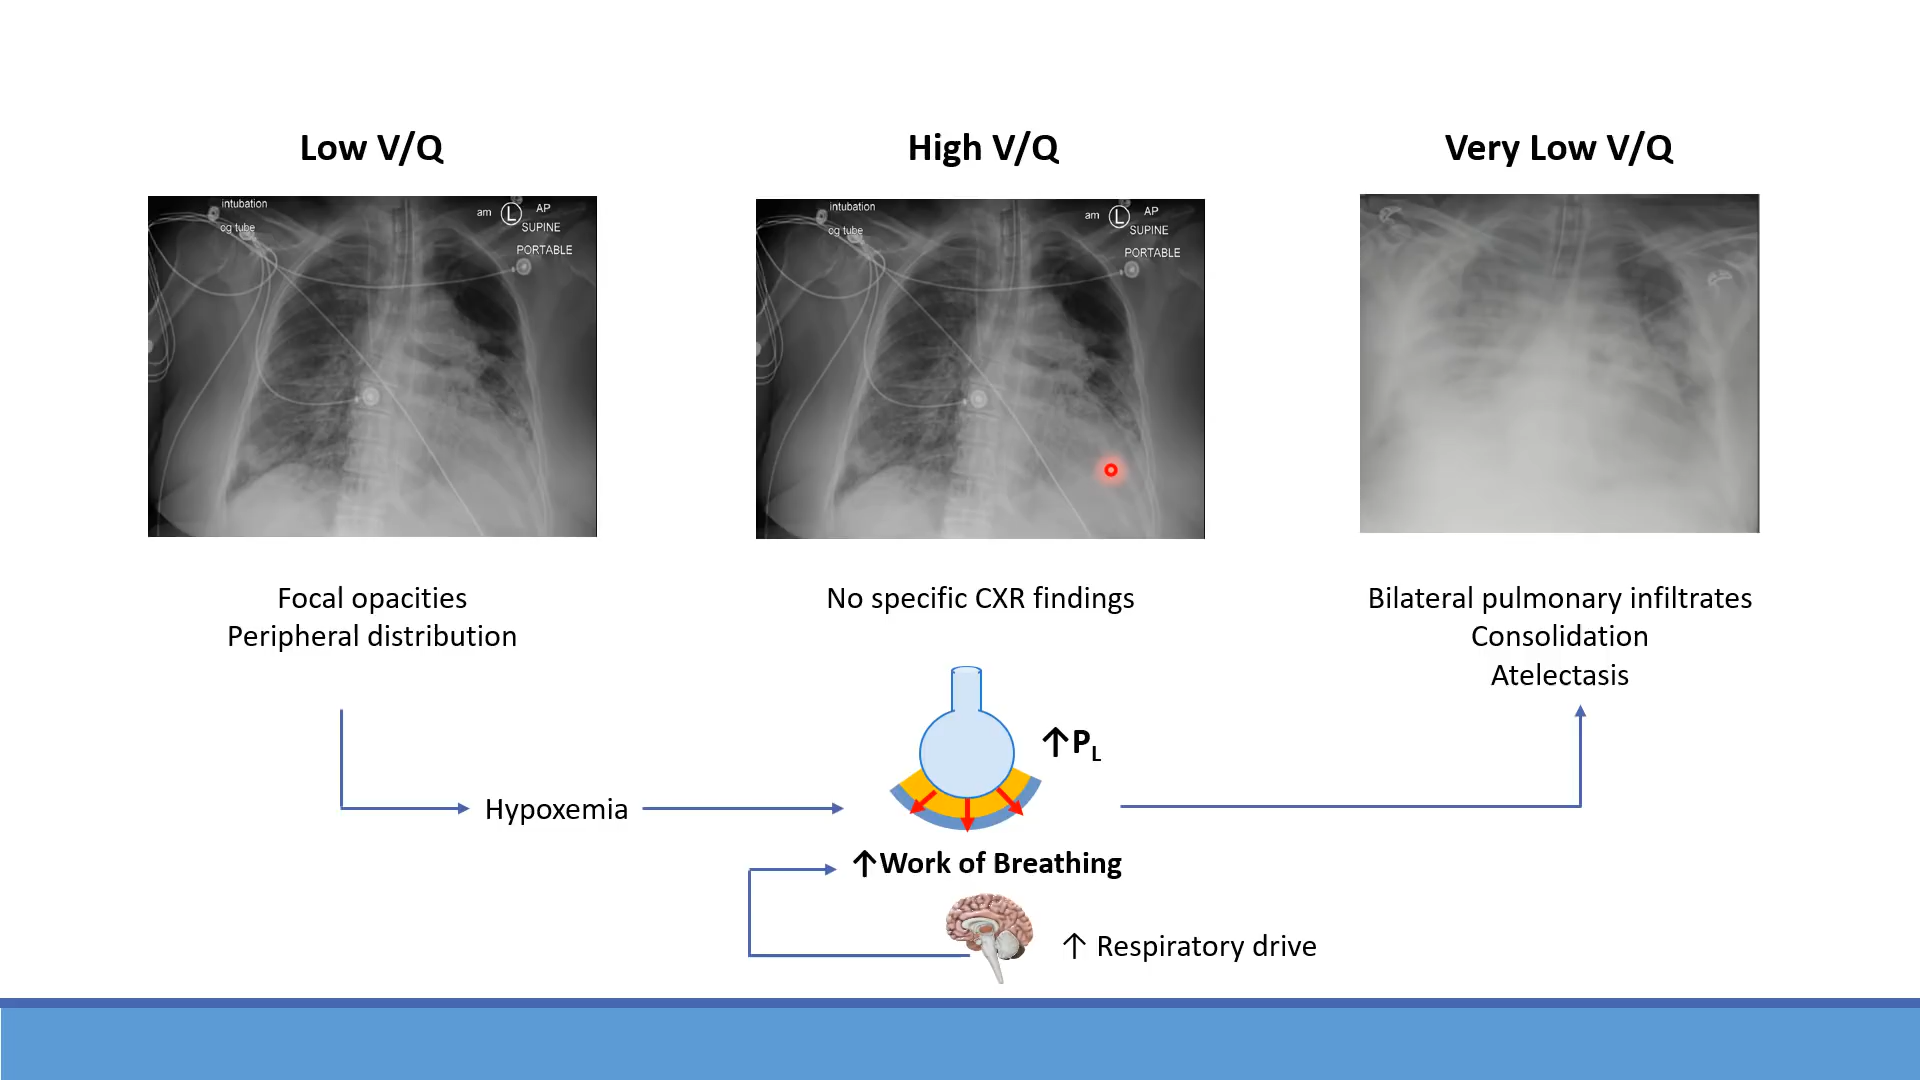 Low V/Q
High V/Q
Very Low V/Q
intubation
og tube
am L AP
SUPINE
PORTABLE
intubation
og tube
am L AP
SUPINE
PORTABLE
Focal opacities
Peripheral distribution
No specific CXR findings
Bilateral pulmonary infiltrates
Consolidation
Atelectasis
↑PL
Hypoxemia
↑Work of Breathing
↑ Respiratory drive